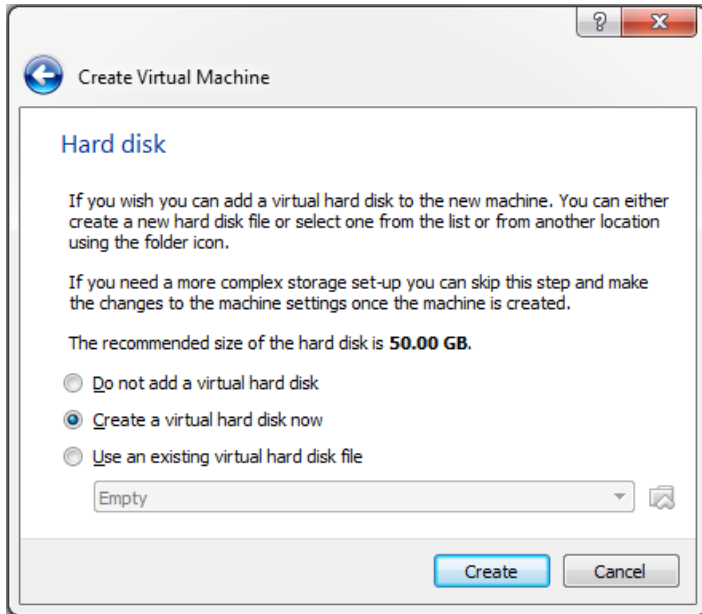 Create Virtual Machine
Hard disk
If you wish you can add a virtual hard disk to the new machine. You can either
create a new hard disk file or select one from the list or from another location
using the folder icon.
If you need a more complex storage set-up you can skip this step and make
the changes to the machine settings once the machine is created.
The recommended size of the hard disk is 50.00 GB.
Do not add a virtual hard disk
Create a virtual hard disk now
Use an existing virtual hard disk file
Empty
Create Cancel